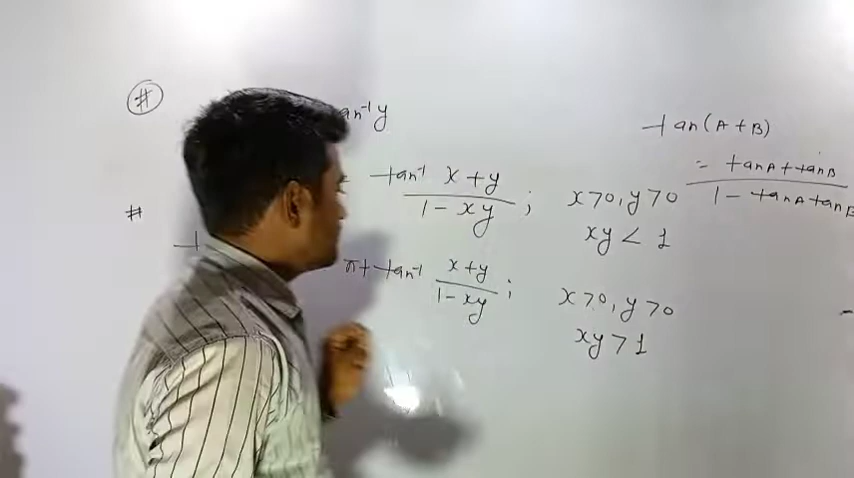 #
an⁻¹ y
tan(A + B)
= tanA + tanB / 1 - tanA tanB
tan⁻¹ x + y / 1 - xy ; x > 0, y > 0
xy < 1
#
π + tan⁻¹ x + y / 1 - xy ; x > 0, y > 0
xy > 1